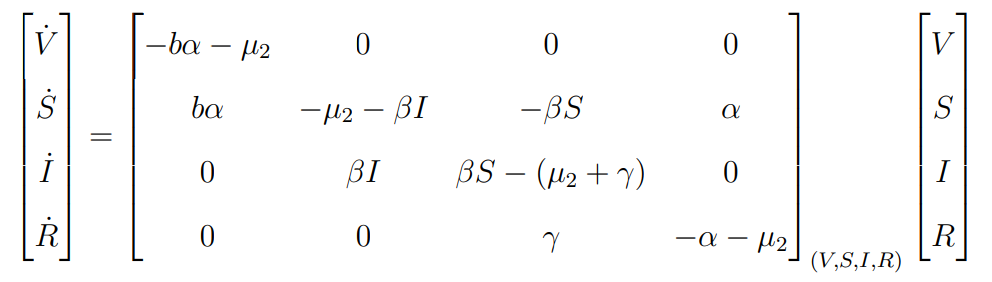 V̇ −bα − μ₂ 0 0 0 V
Ṡ bα −μ₂ − βI −βS α S
=
İ 0 βI βS − (μ₂ + γ) 0 I
Ṙ 0 0 γ −α − μ₂ R
(V,S,I,R)